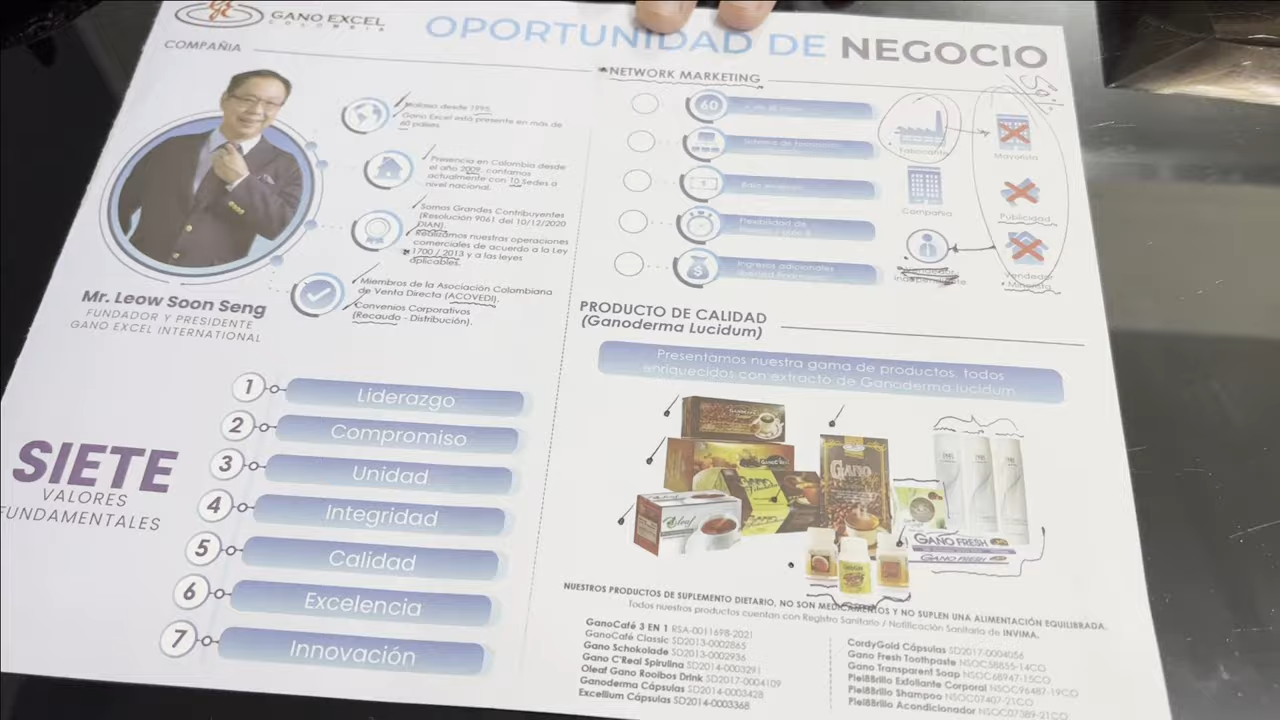 GANO EXCEL
COLOMBIA
OPORTUNIDAD DE NEGOCIO
COMPAÑIA
Malasia desde 1995.
Gano Excel está presente en más de
60 países.
Presencia en Colombia desde
el año 2009, contamos
actualmente con 10 Sedes a
nivel nacional.
Somos Grandes Contribuyentes
(Resolución 9061 del 10/12/2020
DIAN).
Realizamos nuestras operaciones
comerciales de acuerdo a la Ley
1700 / 2013 y a las leyes
aplicables.
Miembros de la Asociación Colombiana
de Venta Directa (ACOVEDI).
Convenios Corporativos
(Recaudo - Distribución).
Mr. Leow Soon Seng
FUNDADOR Y PRESIDENTE
GANO EXCEL INTERNATIONAL
SIETE
VALORES
FUNDAMENTALES
1 Liderazgo
2 Compromiso
3 Unidad
4 Integridad
5 Calidad
6 Excelencia
7 Innovación
NETWORK MARKETING
60
Sistema de
Flexibilidad de
Ingresos adicionales
Fabricante
Mayorista
Compañia
Publicidad
Independiente
Vendedor
Minorista
PRODUCTO DE CALIDAD
(Ganoderma Lucidum)
Presentamos nuestra gama de productos, todos
enriquecidos con extracto de Ganoderma lucidum
GANO
GANO FRESH
GANO FRESH
NUESTROS PRODUCTOS DE SUPLEMENTO DIETARIO, NO SON MEDICAMENTOS Y NO SUPLEN UNA ALIMENTACIÓN EQUILIBRADA.
Todos nuestros productos cuentan con Registro Sanitario / Notificación Sanitaria de INVIMA.
GanoCafé 3 EN 1 RSA-0011698-2021
GanoCafé Classic SD2013-0002865
Gano Schokolade SD2013-0002936
Gano C'Real Spirulina SD2014-0003291
Oleaf Gano Rooibos Drink SD2017-0004109
Ganoderma Cápsulas SD2014-0003428
Excellium Cápsulas SD2014-0003368
CordyGold Cápsulas SD2017-0004056
Gano Fresh Toothpaste NSOC58855-14CO
Gano Transparent Soap NSOC68947-15CO
Piel&Brillo Exfoliante Corporal NSOC96487-19CO
Piel&Brillo Shampoo NSOC07407-21CO
Piel&Brillo Acondicionador NSOC07389-21CO